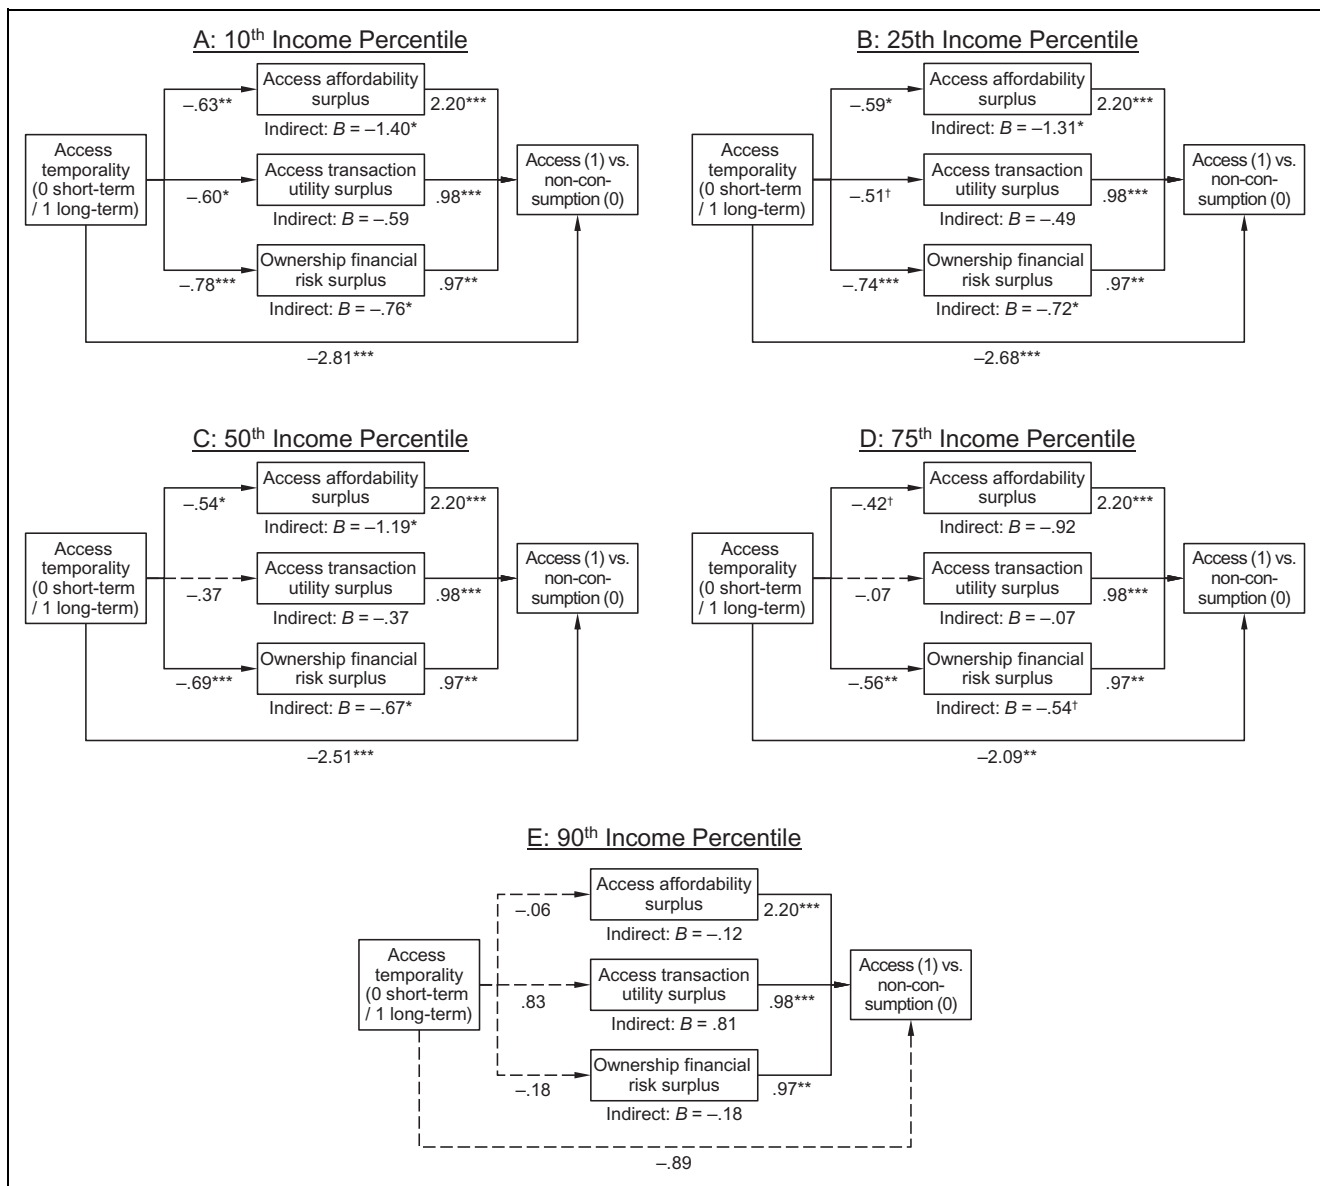 A: 10th Income Percentile
Access affordability
surplus
–.63**
2.20***
Indirect: B = –1.40*
Access
temporality
(0 short-term
/ 1 long-term)
Access transaction
utility surplus
–.60*
.98***
Indirect: B = –.59
Access (1) vs.
non-con-
sumption (0)
Ownership financial
risk surplus
–.78***
.97**
Indirect: B = –.76*
–2.81***
B: 25th Income Percentile
Access affordability
surplus
–.59*
2.20***
Indirect: B = –1.31*
Access
temporality
(0 short-term
/ 1 long-term)
Access transaction
utility surplus
–.51†
.98***
Indirect: B = –.49
Access (1) vs.
non-con-
sumption (0)
Ownership financial
risk surplus
–.74***
.97**
Indirect: B = –.72*
–2.68***
C: 50th Income Percentile
Access affordability
surplus
–.54*
2.20***
Indirect: B = –1.19*
Access
temporality
(0 short-term
/ 1 long-term)
Access transaction
utility surplus
–.37
.98***
Indirect: B = –.37
Access (1) vs.
non-con-
sumption (0)
Ownership financial
risk surplus
–.69***
.97**
Indirect: B = –.67*
–2.51***
D: 75th Income Percentile
Access affordability
surplus
–.42†
2.20***
Indirect: B = –.92
Access
temporality
(0 short-term
/ 1 long-term)
Access transaction
utility surplus
–.07
.98***
Indirect: B = –.07
Access (1) vs.
non-con-
sumption (0)
Ownership financial
risk surplus
–.56**
.97**
Indirect: B = –.54†
–2.09**
E: 90th Income Percentile
Access affordability
surplus
–.06
2.20***
Indirect: B = –.12
Access
temporality
(0 short-term
/ 1 long-term)
Access transaction
utility surplus
.83
.98***
Indirect: B = .81
Access (1) vs.
non-con-
sumption (0)
Ownership financial
risk surplus
–.18
.97**
Indirect: B = –.18
–.89